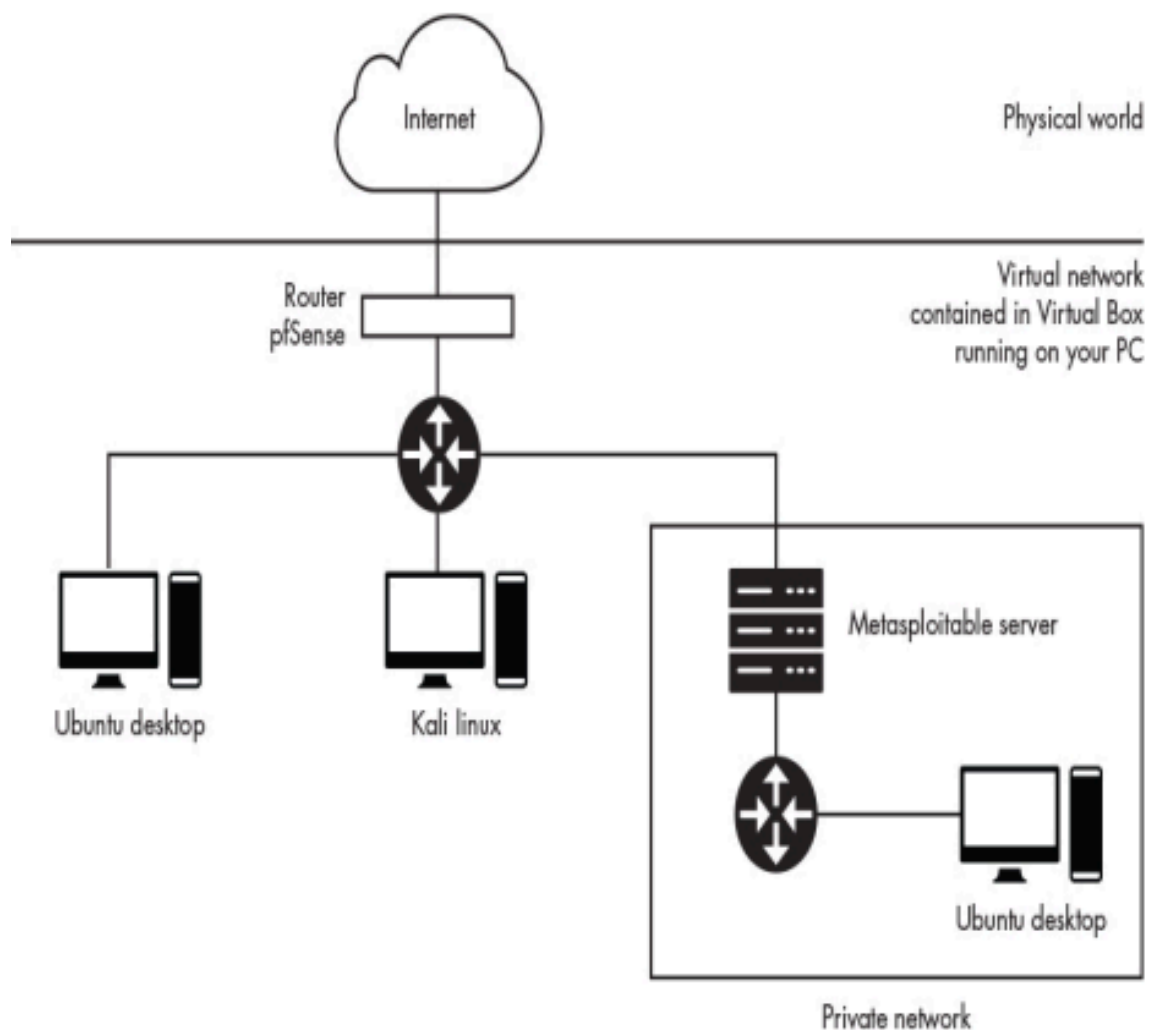 Internet
Physical world
Virtual network
contained in Virtual Box
running on your PC
Router
pfSense
Ubuntu desktop
Kali linux
Metasploitable server
Ubuntu desktop
Private network